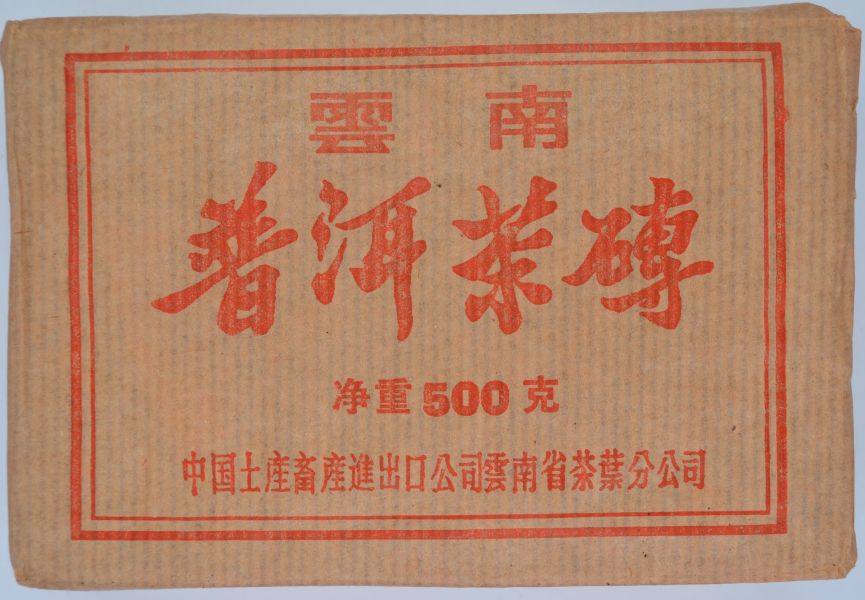 雲南
普洱茶磚
净重500克
中国土産畜産進出口公司雲南省茶葉分公司